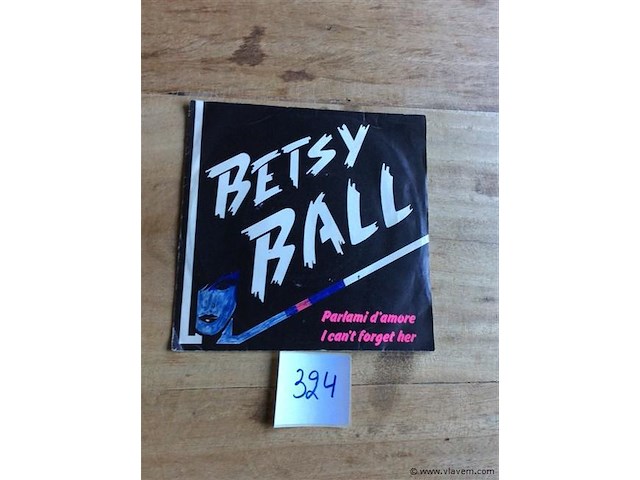 BETSY
BALL
Parlami d'amore
I can't forget her
324
© www.vlavem.com